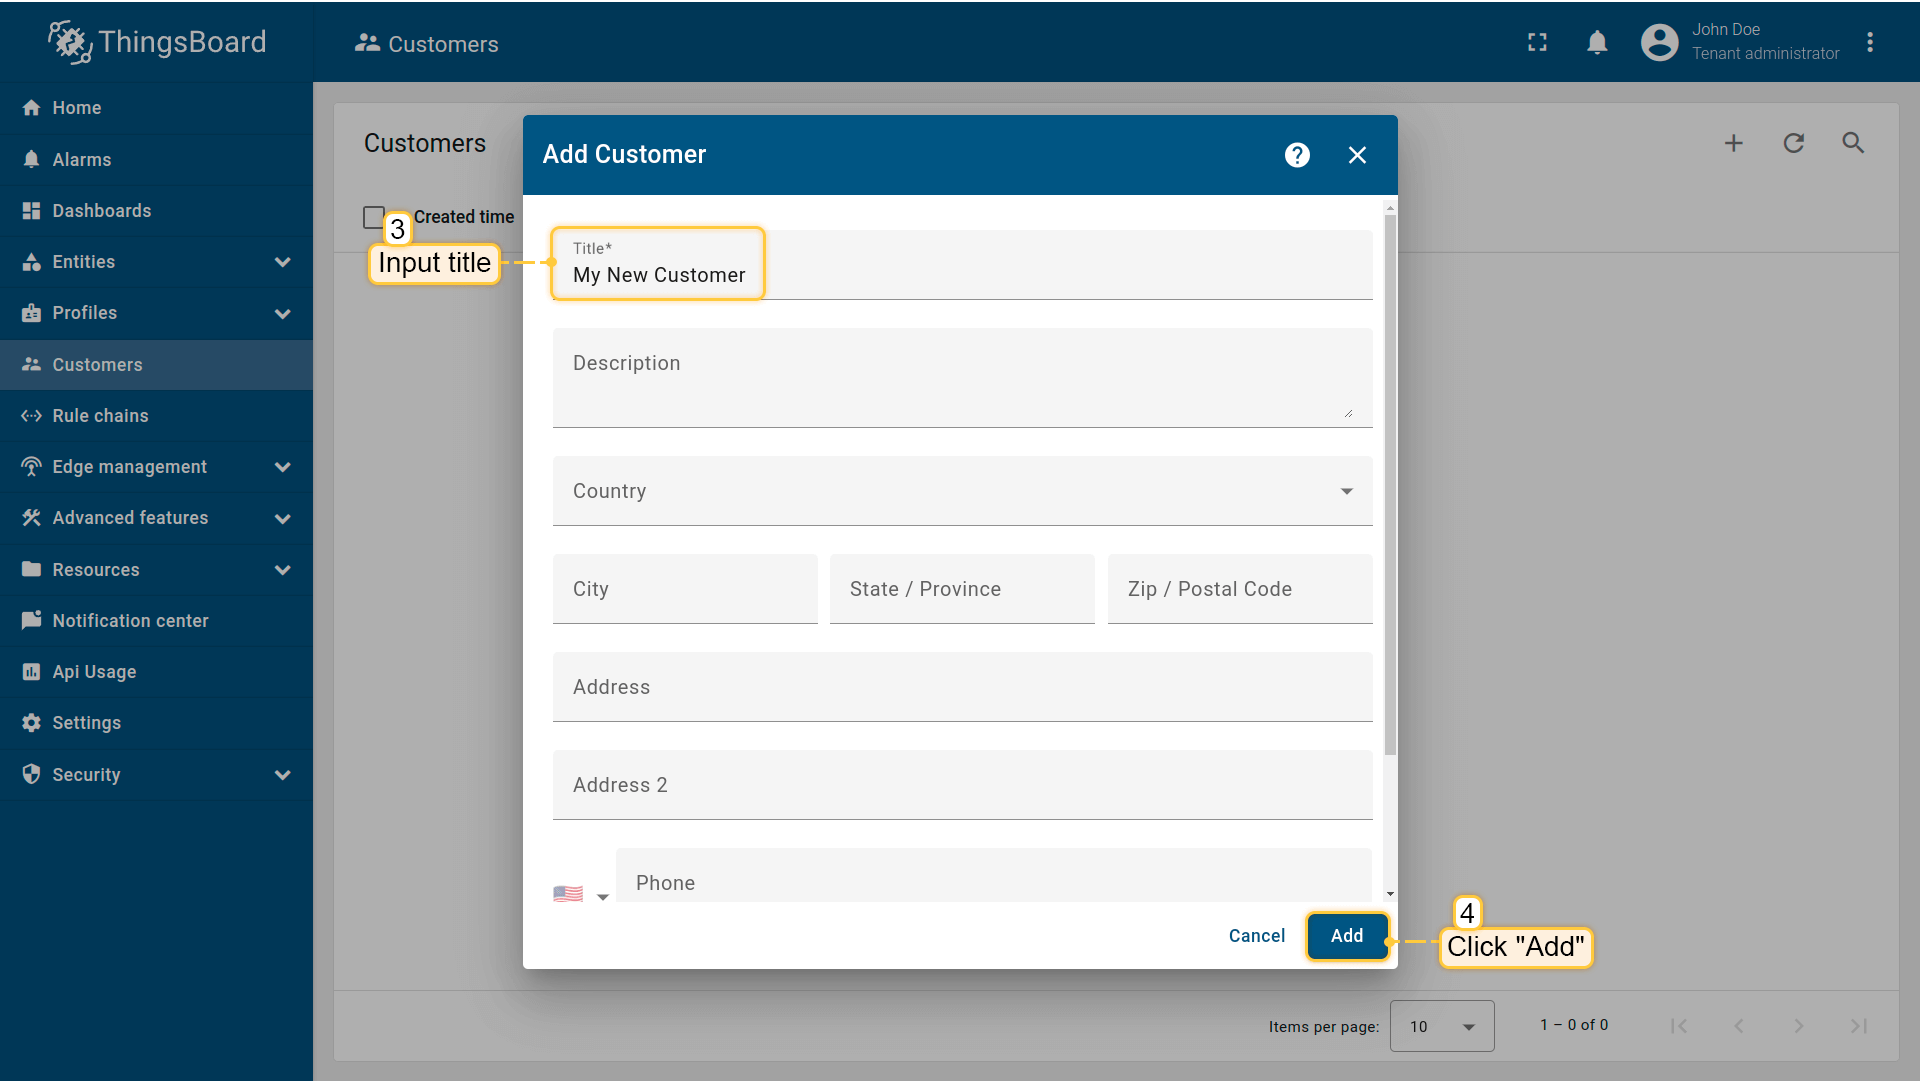 ThingsBoard
Customers
John Doe
Tenant administrator
Home
Alarms
Dashboards
Entities
Profiles
Customers
Rule chains
Edge management
Advanced features
Resources
Notification center
Api Usage
Settings
Security
Customers
Created time
Add Customer
?
3
Input title
Title*
My New Customer
Description
Country
City
State / Province
Zip / Postal Code
Address
Address 2
Phone
Cancel
Add
4
Click "Add"
Items per page:
10
1 – 0 of 0